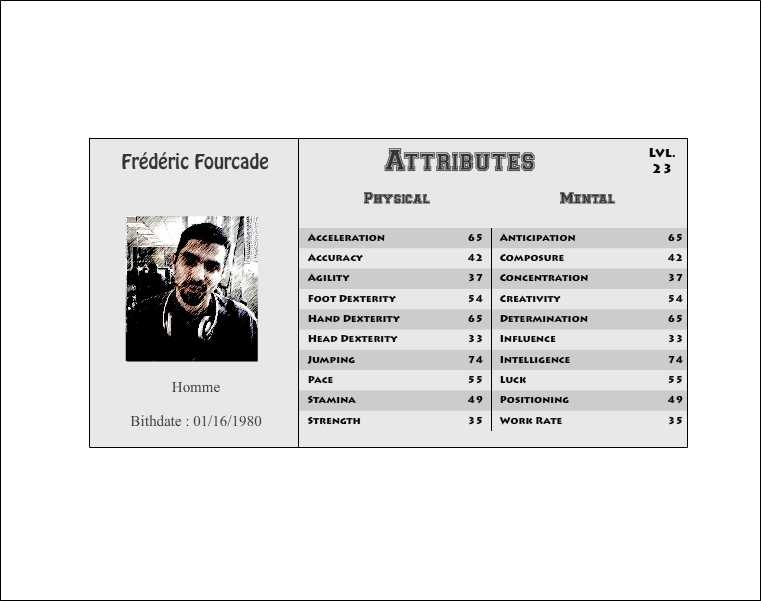 Frédéric Fourcade
Homme
Bithdate : 01/16/1980
Attributes
Lvl.
23
Physical
Acceleration 65
Accuracy 42
Agility 37
Foot Dexterity 54
Hand Dexterity 65
Head Dexterity 33
Jumping 74
Pace 55
Stamina 49
Strength 35
Mental
Anticipation 65
Composure 42
Concentration 37
Creativity 54
Determination 65
Influence 33
Intelligence 74
Luck 55
Positioning 49
Work Rate 35